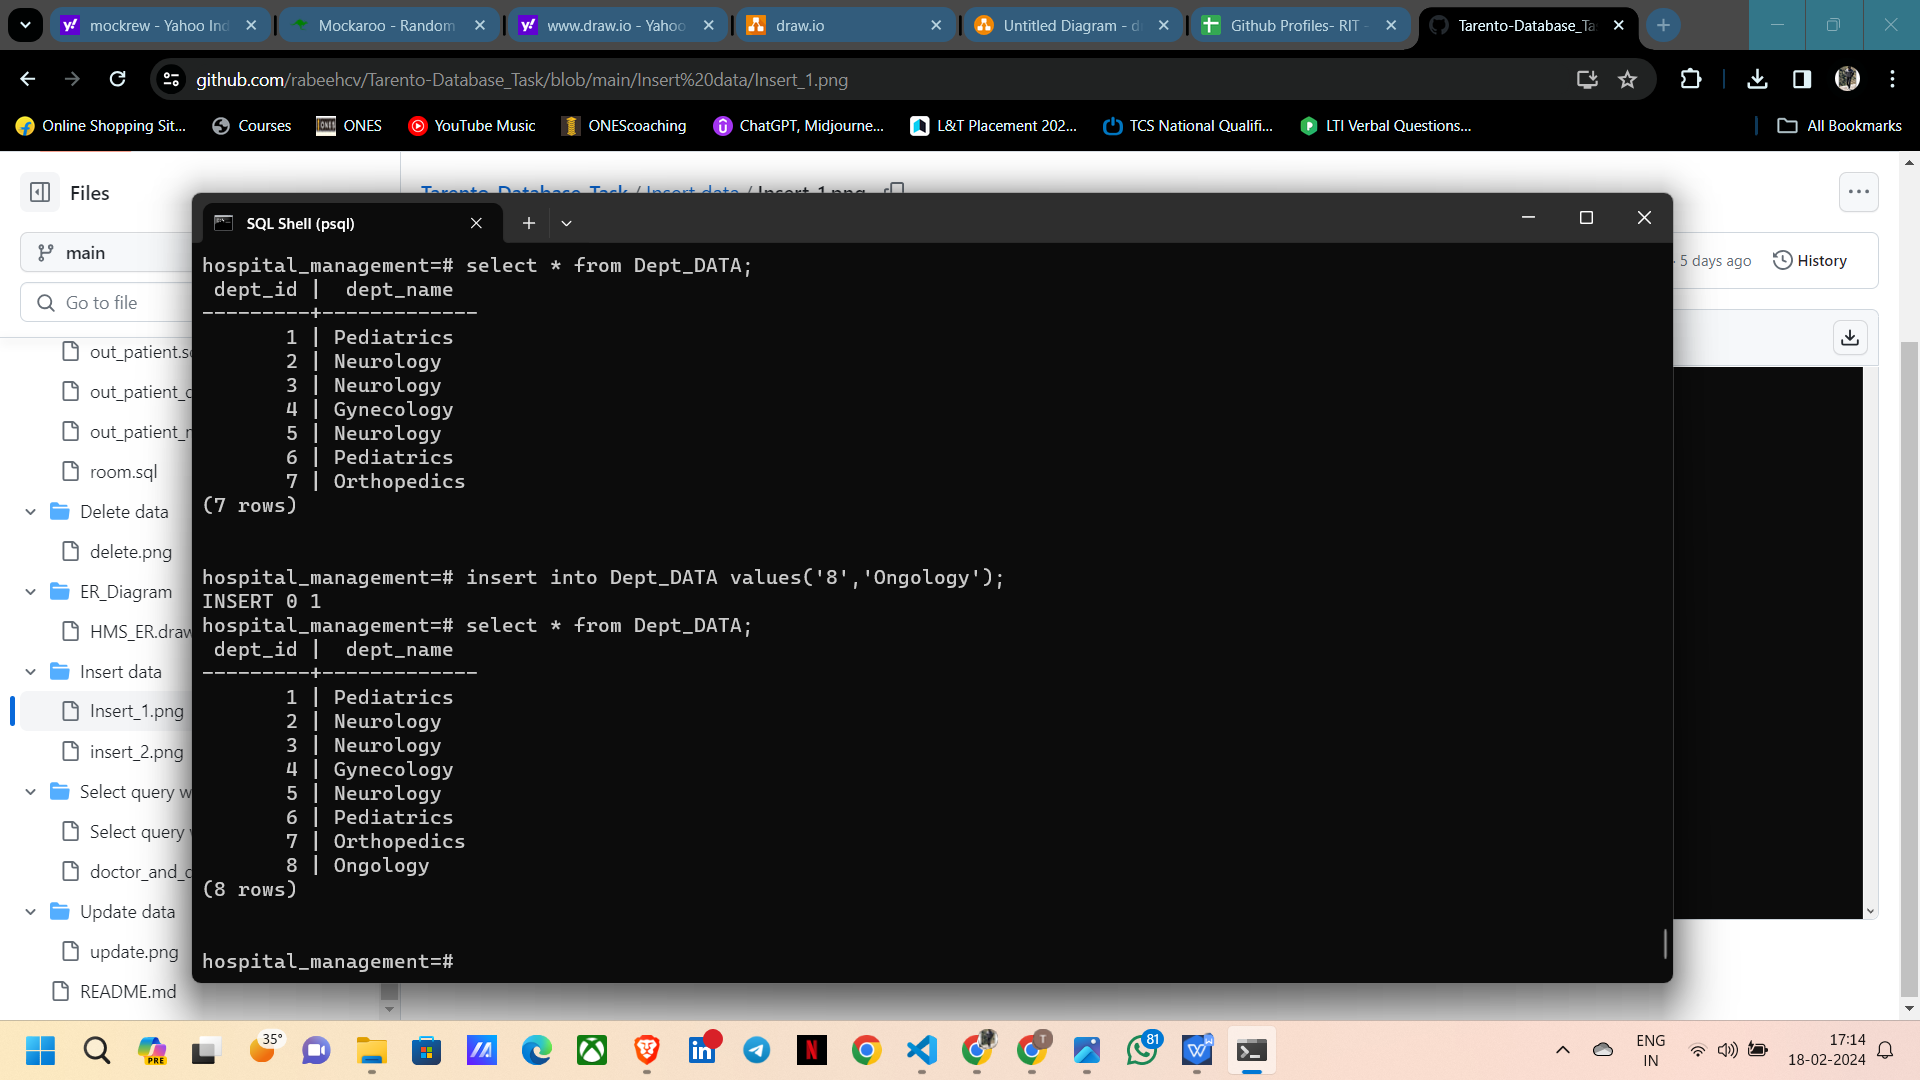 mockrew - Yahoo Ind
Mockaroo - Random
www.draw.io - Yahoo
draw.io
Untitled Diagram - d
Github Profiles- RIT -
Tarento-Database_Ta
github.com/rabeehcv/Tarento-Database_Task/blob/main/Insert%20data/Insert_1.png
Online Shopping Sit...
Courses
ONES
YouTube Music
ONEScoaching
ChatGPT, Midjourne...
L&T Placement 202...
TCS National Qualifi...
LTI Verbal Questions...
All Bookmarks
Files
Tarento-Database_Task / Insert data / Insert_1.png
main
5 days ago
History
Go to file
out_patient.s
out_patient_
out_patient_
room.sql
Delete data
delete.png
ER_Diagram
HMS_ER.draw
Insert data
Insert_1.png
insert_2.png
Select query w
Select query
doctor_and_
Update data
update.png
README.md
SQL Shell (psql)
hospital_management=# select * from Dept_DATA;
dept_id | dept_name
---------+-------------
1 | Pediatrics
2 | Neurology
3 | Neurology
4 | Gynecology
5 | Neurology
6 | Pediatrics
7 | Orthopedics
(7 rows)
hospital_management=# insert into Dept_DATA values('8','Ongology');
INSERT 0 1
hospital_management=# select * from Dept_DATA;
dept_id | dept_name
---------+-------------
1 | Pediatrics
2 | Neurology
3 | Neurology
4 | Gynecology
5 | Neurology
6 | Pediatrics
7 | Orthopedics
8 | Ongology
(8 rows)
hospital_management=#
PRE
35°
81
ENG
IN
17:14
18-02-2024